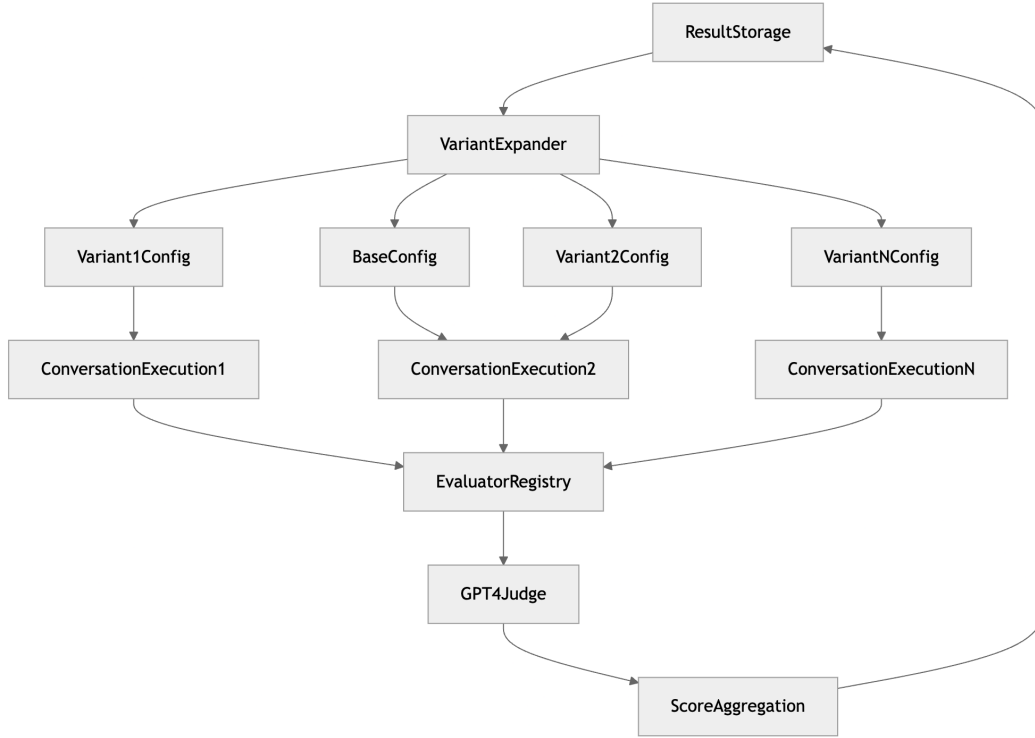 ResultStorage
VariantExpander
Variant1Config
BaseConfig
Variant2Config
VariantNConfig
ConversationExecution1
ConversationExecution2
ConversationExecutionN
EvaluatorRegistry
GPT4Judge
ScoreAggregation